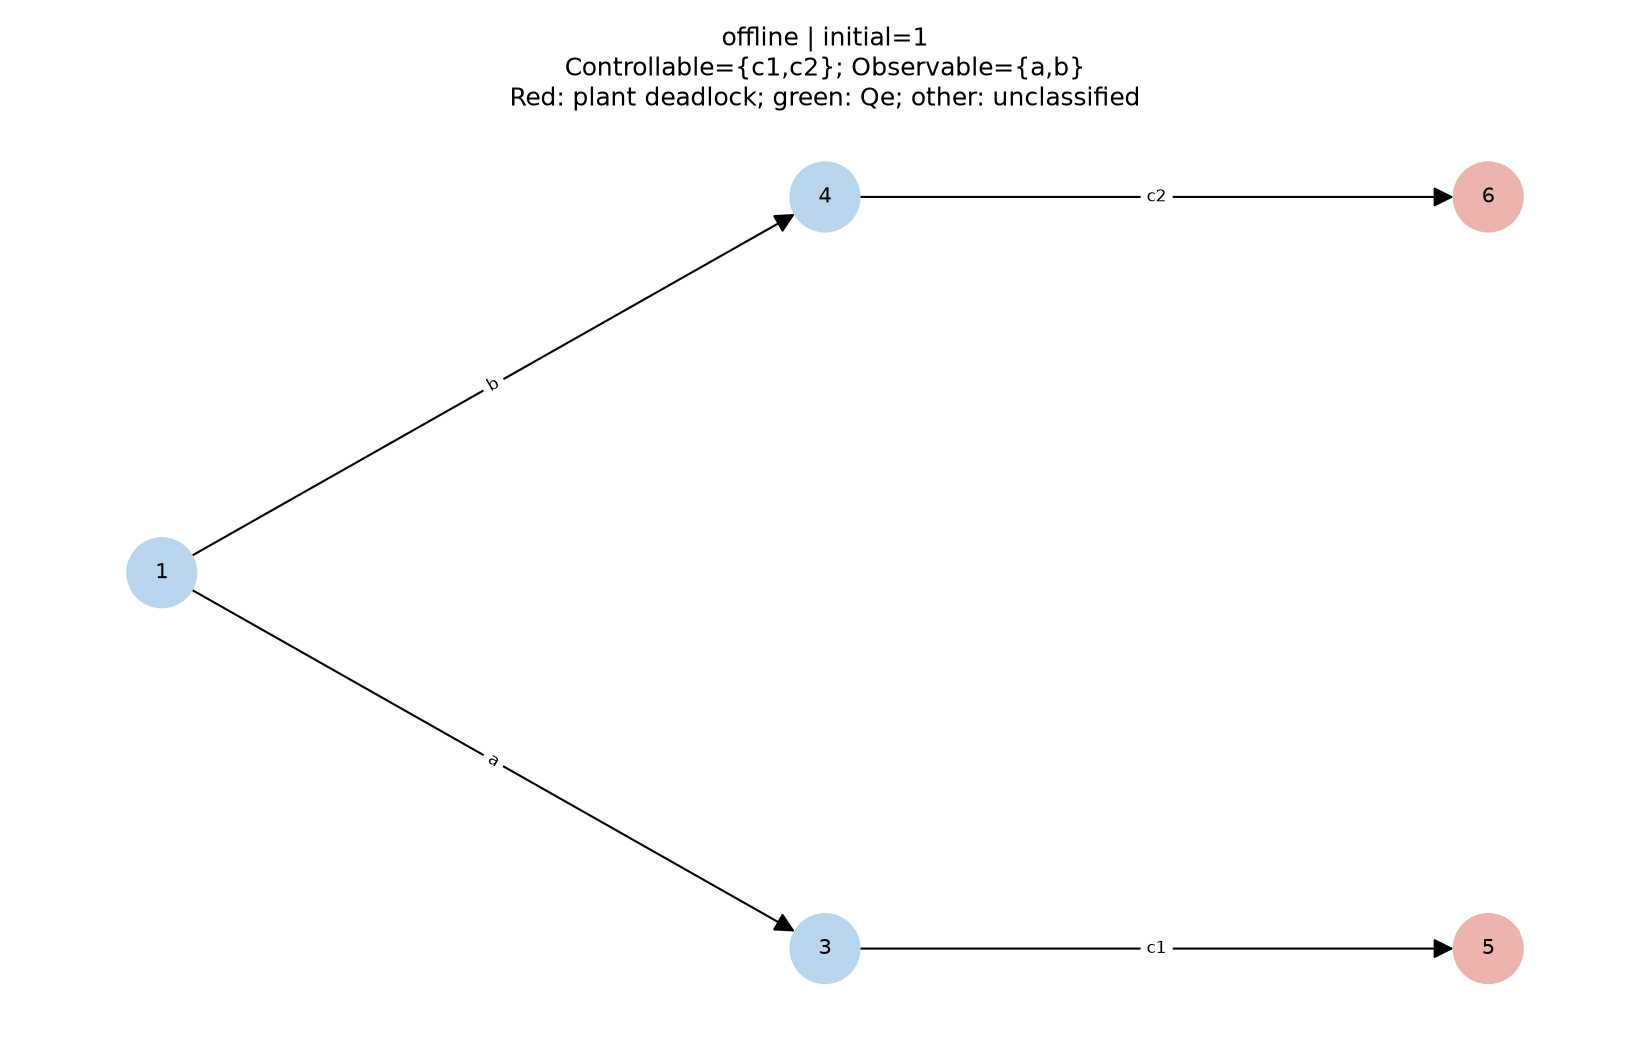 offline | initial=1
Controllable={c1,c2}; Observable={a,b}
Red: plant deadlock; green: Qe; other: unclassified
4
c2
6
b
1
a
3
c1
5